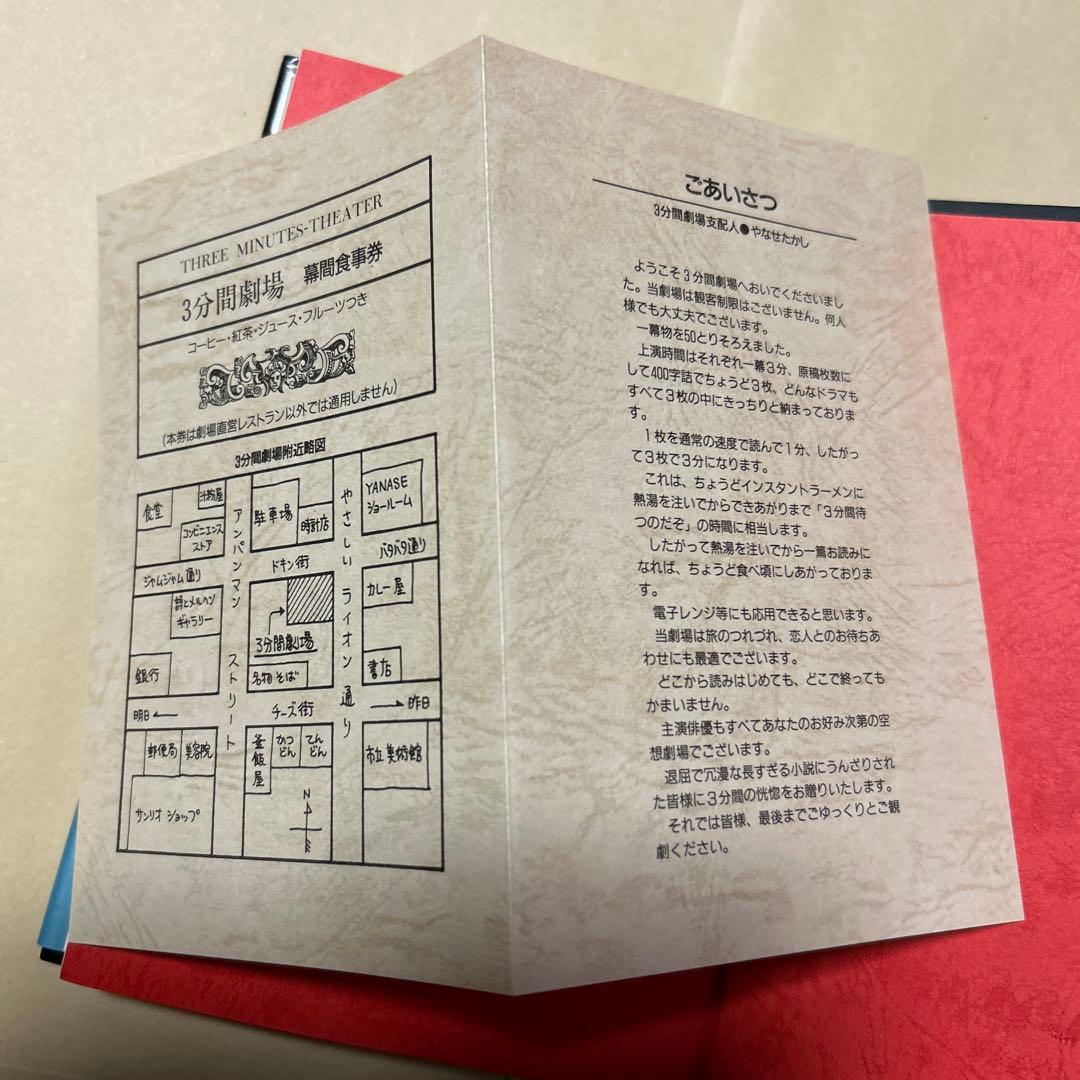 THREE MINUTES-THEATER
3分間劇場 幕間食事券
コーヒー・紅茶・ジュース・フルーツつき
(本券は劇場直営レストラン以外では通用しません)
3分間劇場附近略図
食堂
汁粉屋
コンビニエンス
ストア
アンパンマン ストリート
駐車場
時計店
やさしいライオン通り
YANASE
ショールーム
ジャムジャム通り
ドキン街
バタバタ通り
詩とメルヘン
ギャラリー
3分間劇場
カレー屋
銀行
名物そば
書店
明日←
チーズ街
→昨日
郵便局
美容院
釜飯屋
かつ
どん
てん
どん
市立美術館
サンリオ ショップ
N
ごあいさつ
3分間劇場支配人●やなせたかし
ようこそ3分間劇場へおいでくださいまし
た。当劇場は観客制限はございません。何人
様でも大丈夫でございます。
一幕物を50とりそろえました。
上演時間はそれぞれ一幕3分、原稿枚数に
して400字詰でちょうど3枚、どんなドラマも
すべて3枚の中にきっちりと納まっておりま
す。
1枚を通常の速度で読んで1分、したがっ
て3枚で3分になります。
これは、ちょうどインスタントラーメンに
熱湯を注いでからできあがりまで「3分間待
つのだぞ」の時間に相当します。
したがって熱湯を注いでから一篇お読みに
なれば、ちょうど食べ頃にしあがっておりま
す。
電子レンジ等にも応用できると思います。
当劇場は旅のつれづれ、恋人とのお待ちあ
わせにも最適でございます。
どこから読みはじめても、どこで終っても
かまいません。
主演俳優もすべてあなたのお好み次第の空
想劇場でございます。
退屈で冗漫な長すぎる小説にうんざりされ
た皆様に3分間の恍惚をお贈りいたします。
それでは皆様、最後までごゆっくりとご観
劇ください。